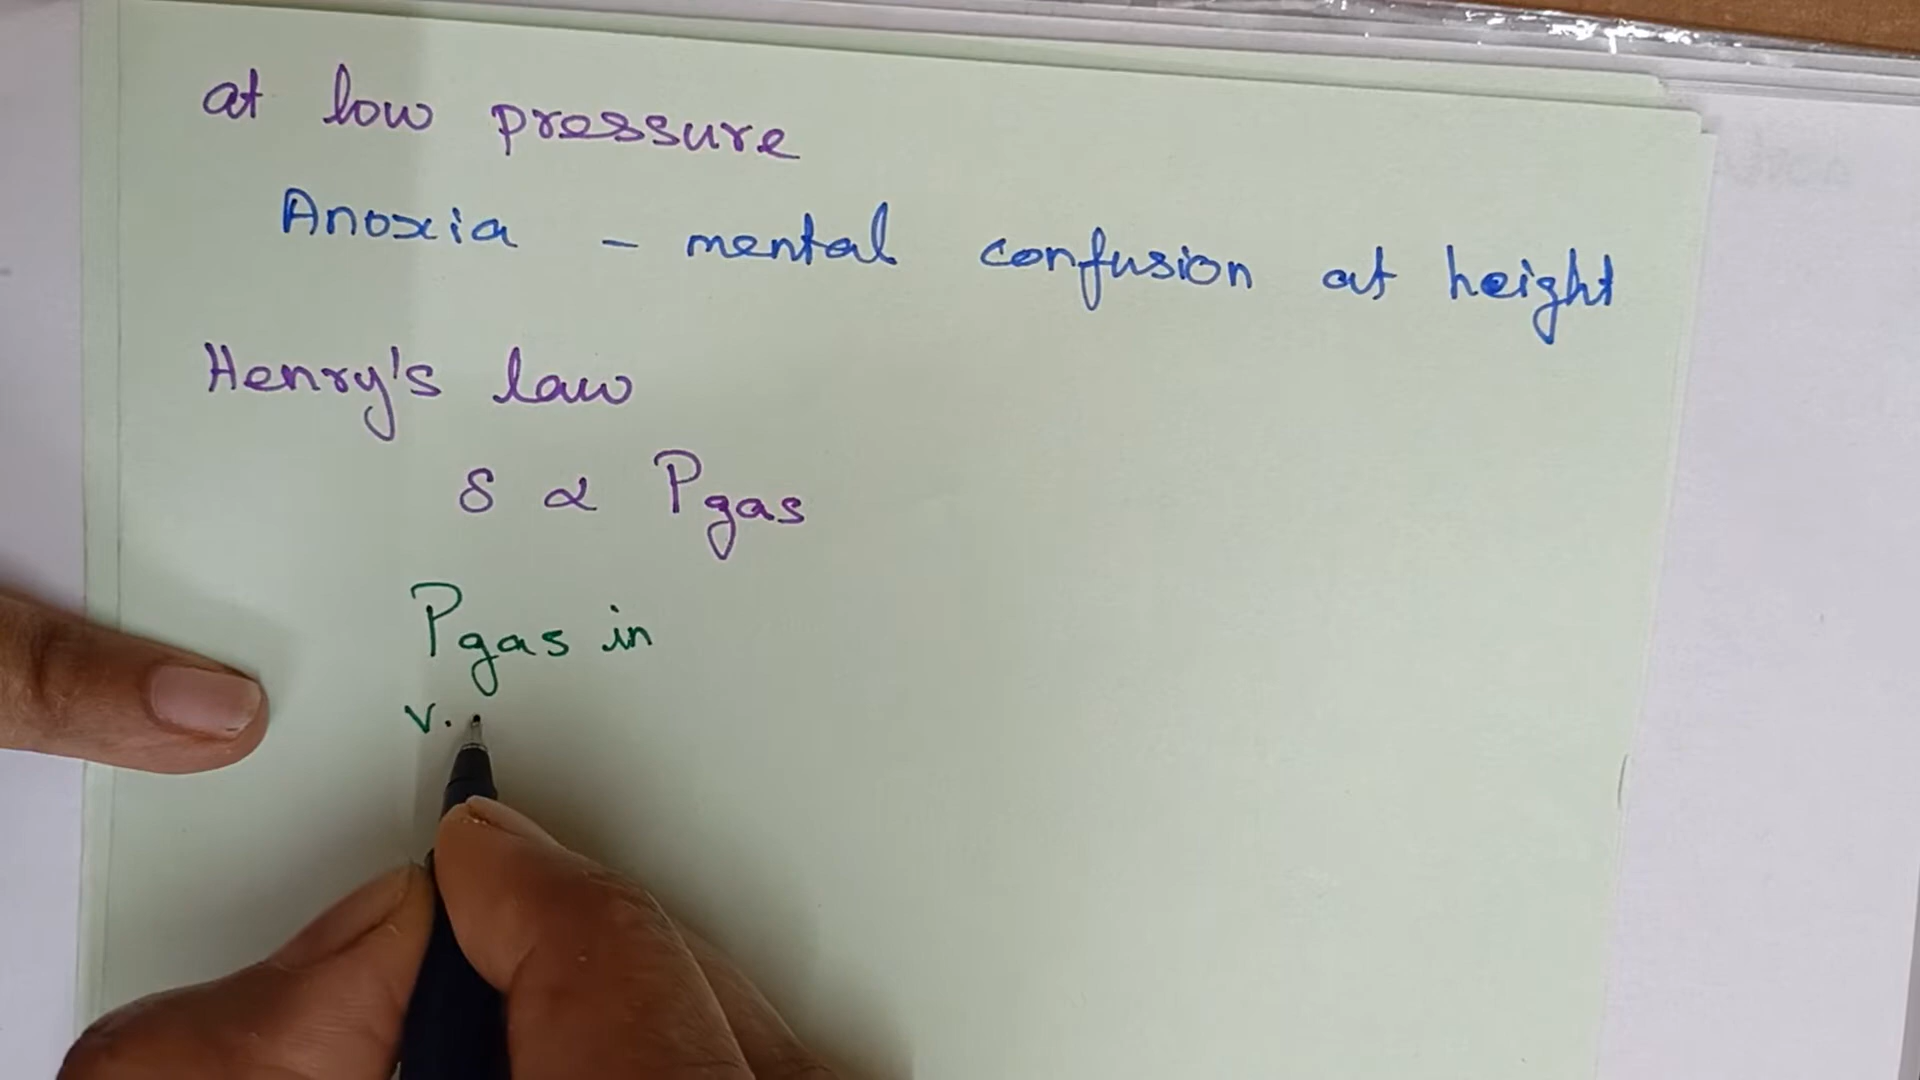 at low pressure
Anoxia - mental confusion at height
Henry's law
S α Pgas
Pgas in
v.